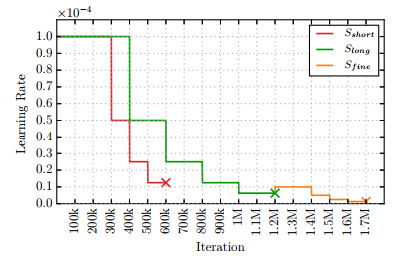 ×10⁻⁴
S_short
S_long
S_fine
1.0
0.9
0.8
0.7
0.6
0.5
0.4
0.3
0.2
0.1
0.0
Learning Rate
100k
200k
300k
400k
500k
600k
700k
800k
900k
1M
1.1M
1.2M
1.3M
1.4M
1.5M
1.6M
1.7M
Iteration